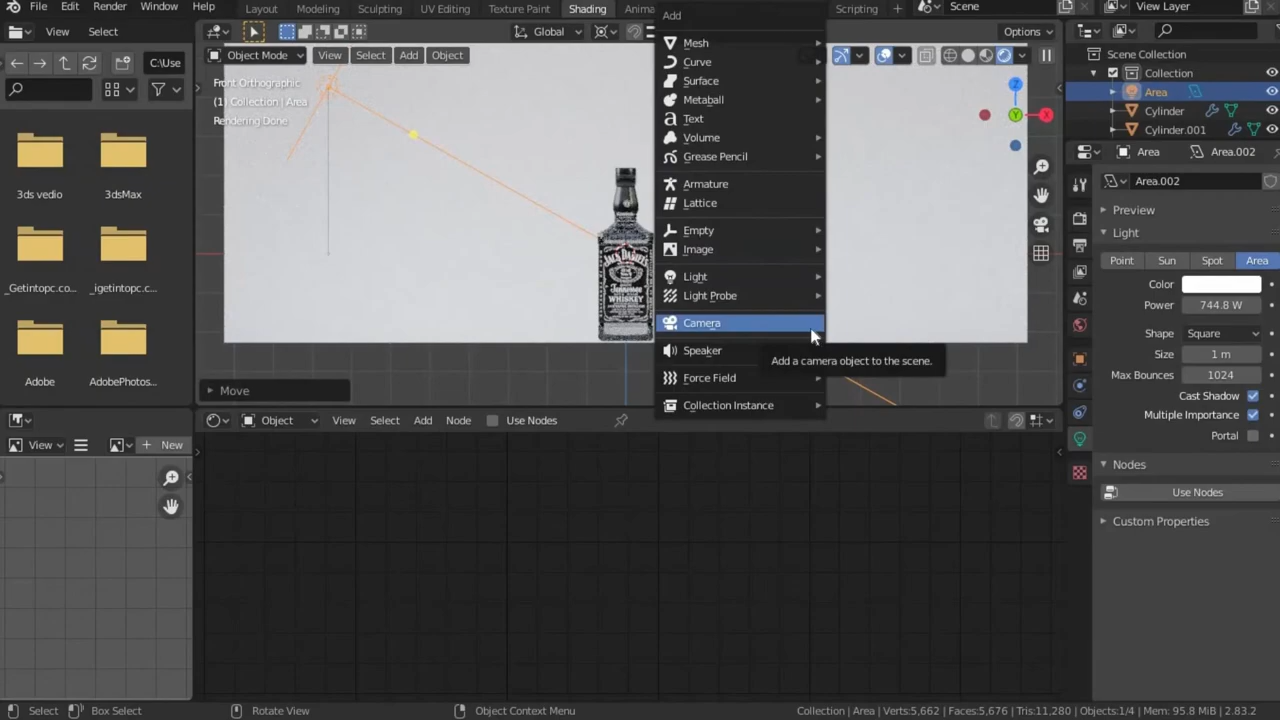 File Edit Render Window Help Layout Modeling Sculpting UV Editing Texture Paint Shading Anima Scripting Scene View Layer
View Select Global Options
C:\Use Object Mode View Select Add Object
Add
Mesh
Curve
Surface
Metaball
Text
Volume
Grease Pencil
Armature
Lattice
Empty
Image
Light
Light Probe
Camera
Speaker
Force Field
Collection Instance
Add a camera object to the scene.
Front Orthographic
(1) Collection | Area
Rendering Done
3ds vedio 3dsMax
_Getintopc.co... _igetintopc.c...
Adobe AdobePhotos...
JACK DANIEL'S
Tennessee
WHISKEY
Z
Y
X
Move
Scene Collection
Collection
Area
Cylinder
Cylinder.001
Area Area.002
Area.002
Preview
Light
Point Sun Spot Area
Color
Power 744.8 W
Shape Square
Size 1 m
Max Bounces 1024
Cast Shadow
Multiple Importance
Portal
Nodes
Use Nodes
Custom Properties
Object View Select Add Node Use Nodes
View New
Select Box Select Rotate View Object Context Menu Collection | Area | Verts:5,662 | Faces:5,676 | Tris:11,280 | Objects:1/4 | Mem: 95.8 MiB | 2.83.2